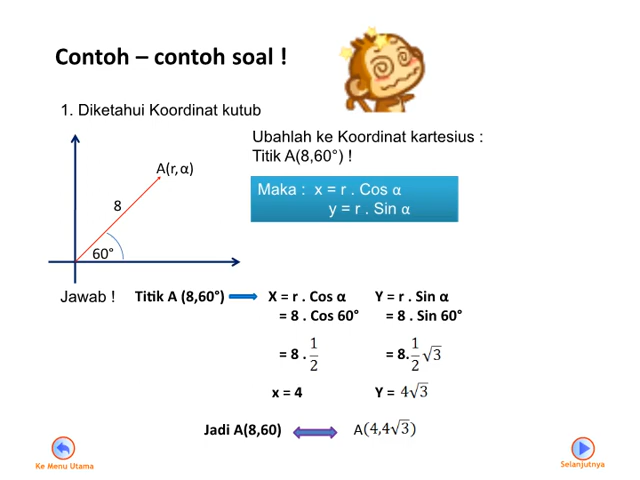 Contoh – contoh soal !
1. Diketahui Koordinat kutub
Ubahlah ke Koordinat kartesius :
Titik A(8,60°) !
A(r,α)
Maka : x = r . Cos α
y = r . Sin α
8
60°
Jawab ! Titik A (8,60°) X = r . Cos α Y = r . Sin α
= 8 . Cos 60° = 8 . Sin 60°
= 8 . 1/2 = 8. 1/2 √3
x = 4 Y = 4√3
Jadi A(8,60) A(4,4√3)
Ke Menu Utama Selanjutnya